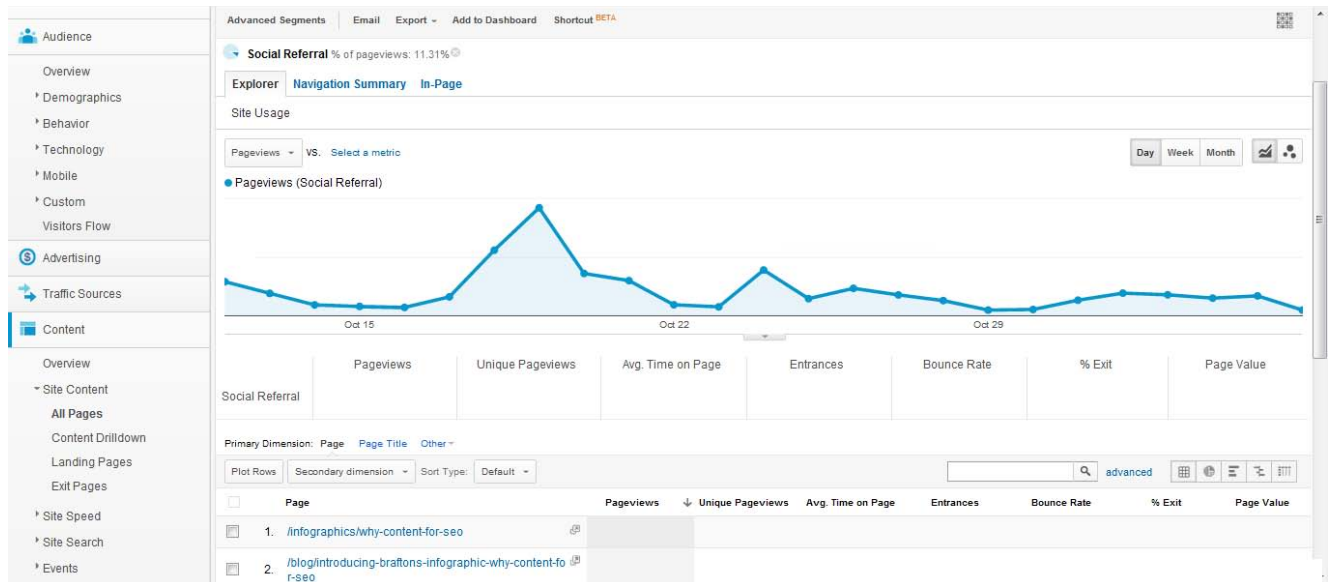 Audience
Overview
Demographics
Behavior
Technology
Mobile
Custom
Visitors Flow
Advertising
Traffic Sources
Content
Overview
Site Content
All Pages
Content Drilldown
Landing Pages
Exit Pages
Site Speed
Site Search
Events
Advanced Segments Email Export Add to Dashboard Shortcut BETA
Social Referral % of pageviews: 11.31%
Explorer Navigation Summary In-Page
Site Usage
Pageviews VS. Select a metric Day Week Month
Pageviews (Social Referral)
Oct 15 Oct 22 Oct 29
Pageviews Unique Pageviews Avg. Time on Page Entrances Bounce Rate % Exit Page Value
Social Referral
Primary Dimension: Page Page Title Other
Plot Rows Secondary dimension Sort Type: Default advanced
Page Pageviews Unique Pageviews Avg. Time on Page Entrances Bounce Rate % Exit Page Value
1. /infographics/why-content-for-seo
2. /blog/introducing-braftons-infographic-why-content-fo
r-seo